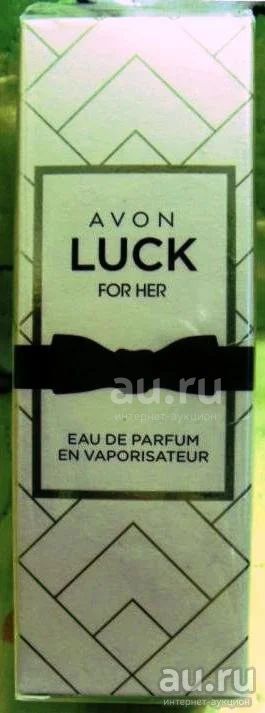 AVON
LUCK
FOR HER
au.ru
интернет-аукцион
EAU DE PARFUM
EN VAPORISATEUR
au.ru
интернет-аукцион